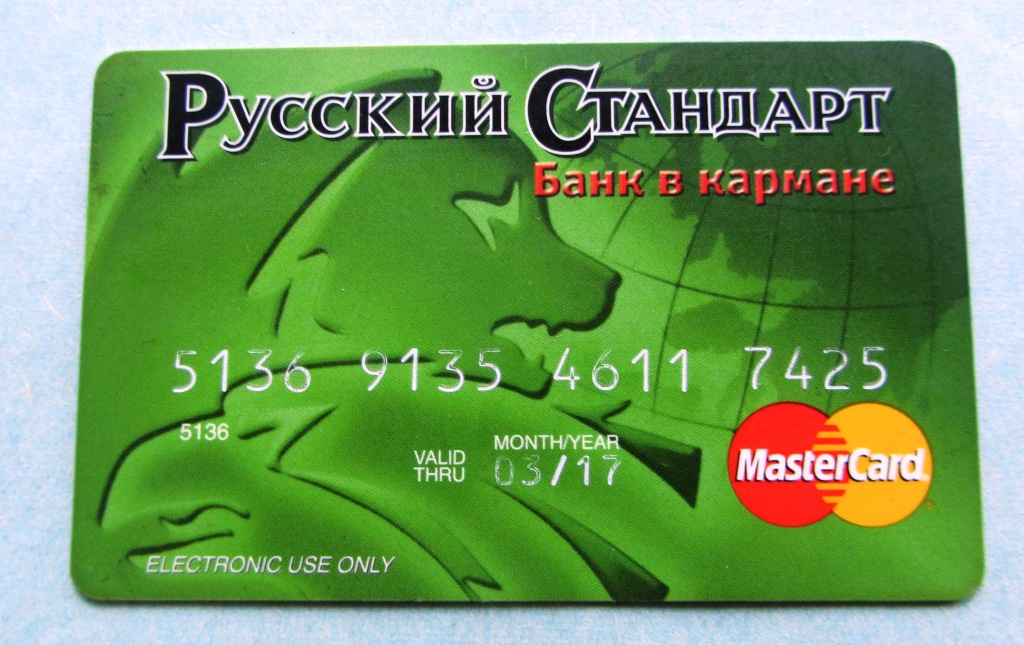 Русский Стандарт
Банк в кармане
5136 9135 4611 7425
5136
MONTH/YEAR
VALID THRU 03/17
MasterCard
ELECTRONIC USE ONLY